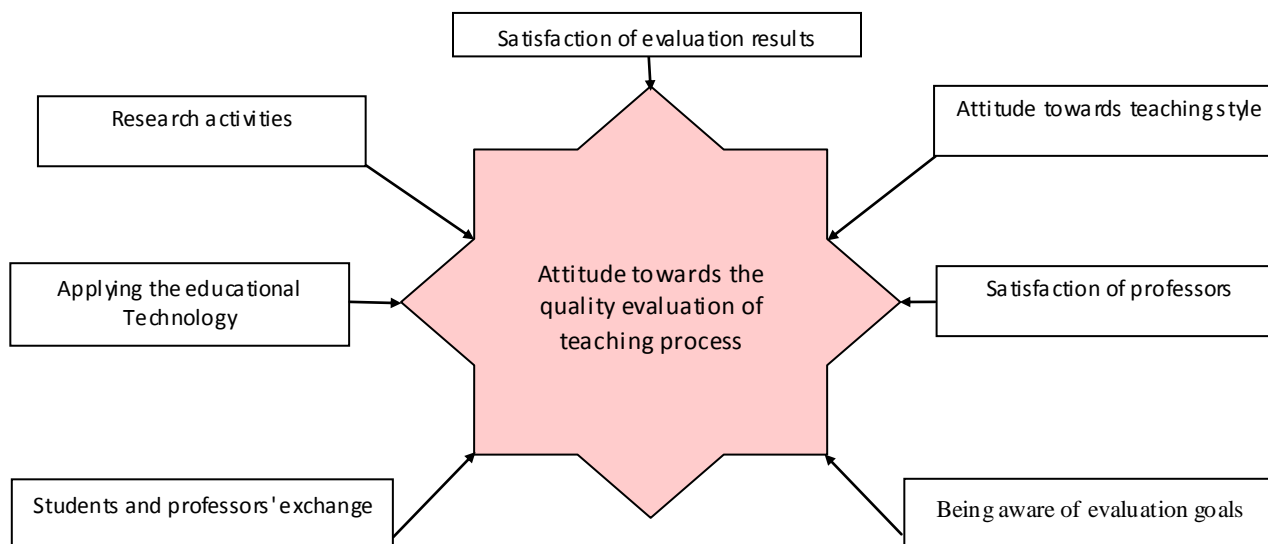 Satisfaction of evaluation results
Research activities
Attitude towards teaching style
Applying the educational
Technology
Attitude towards the
quality evaluation of
teaching process
Satisfaction of professors
Students and professors' exchange
Being aware of evaluation goals